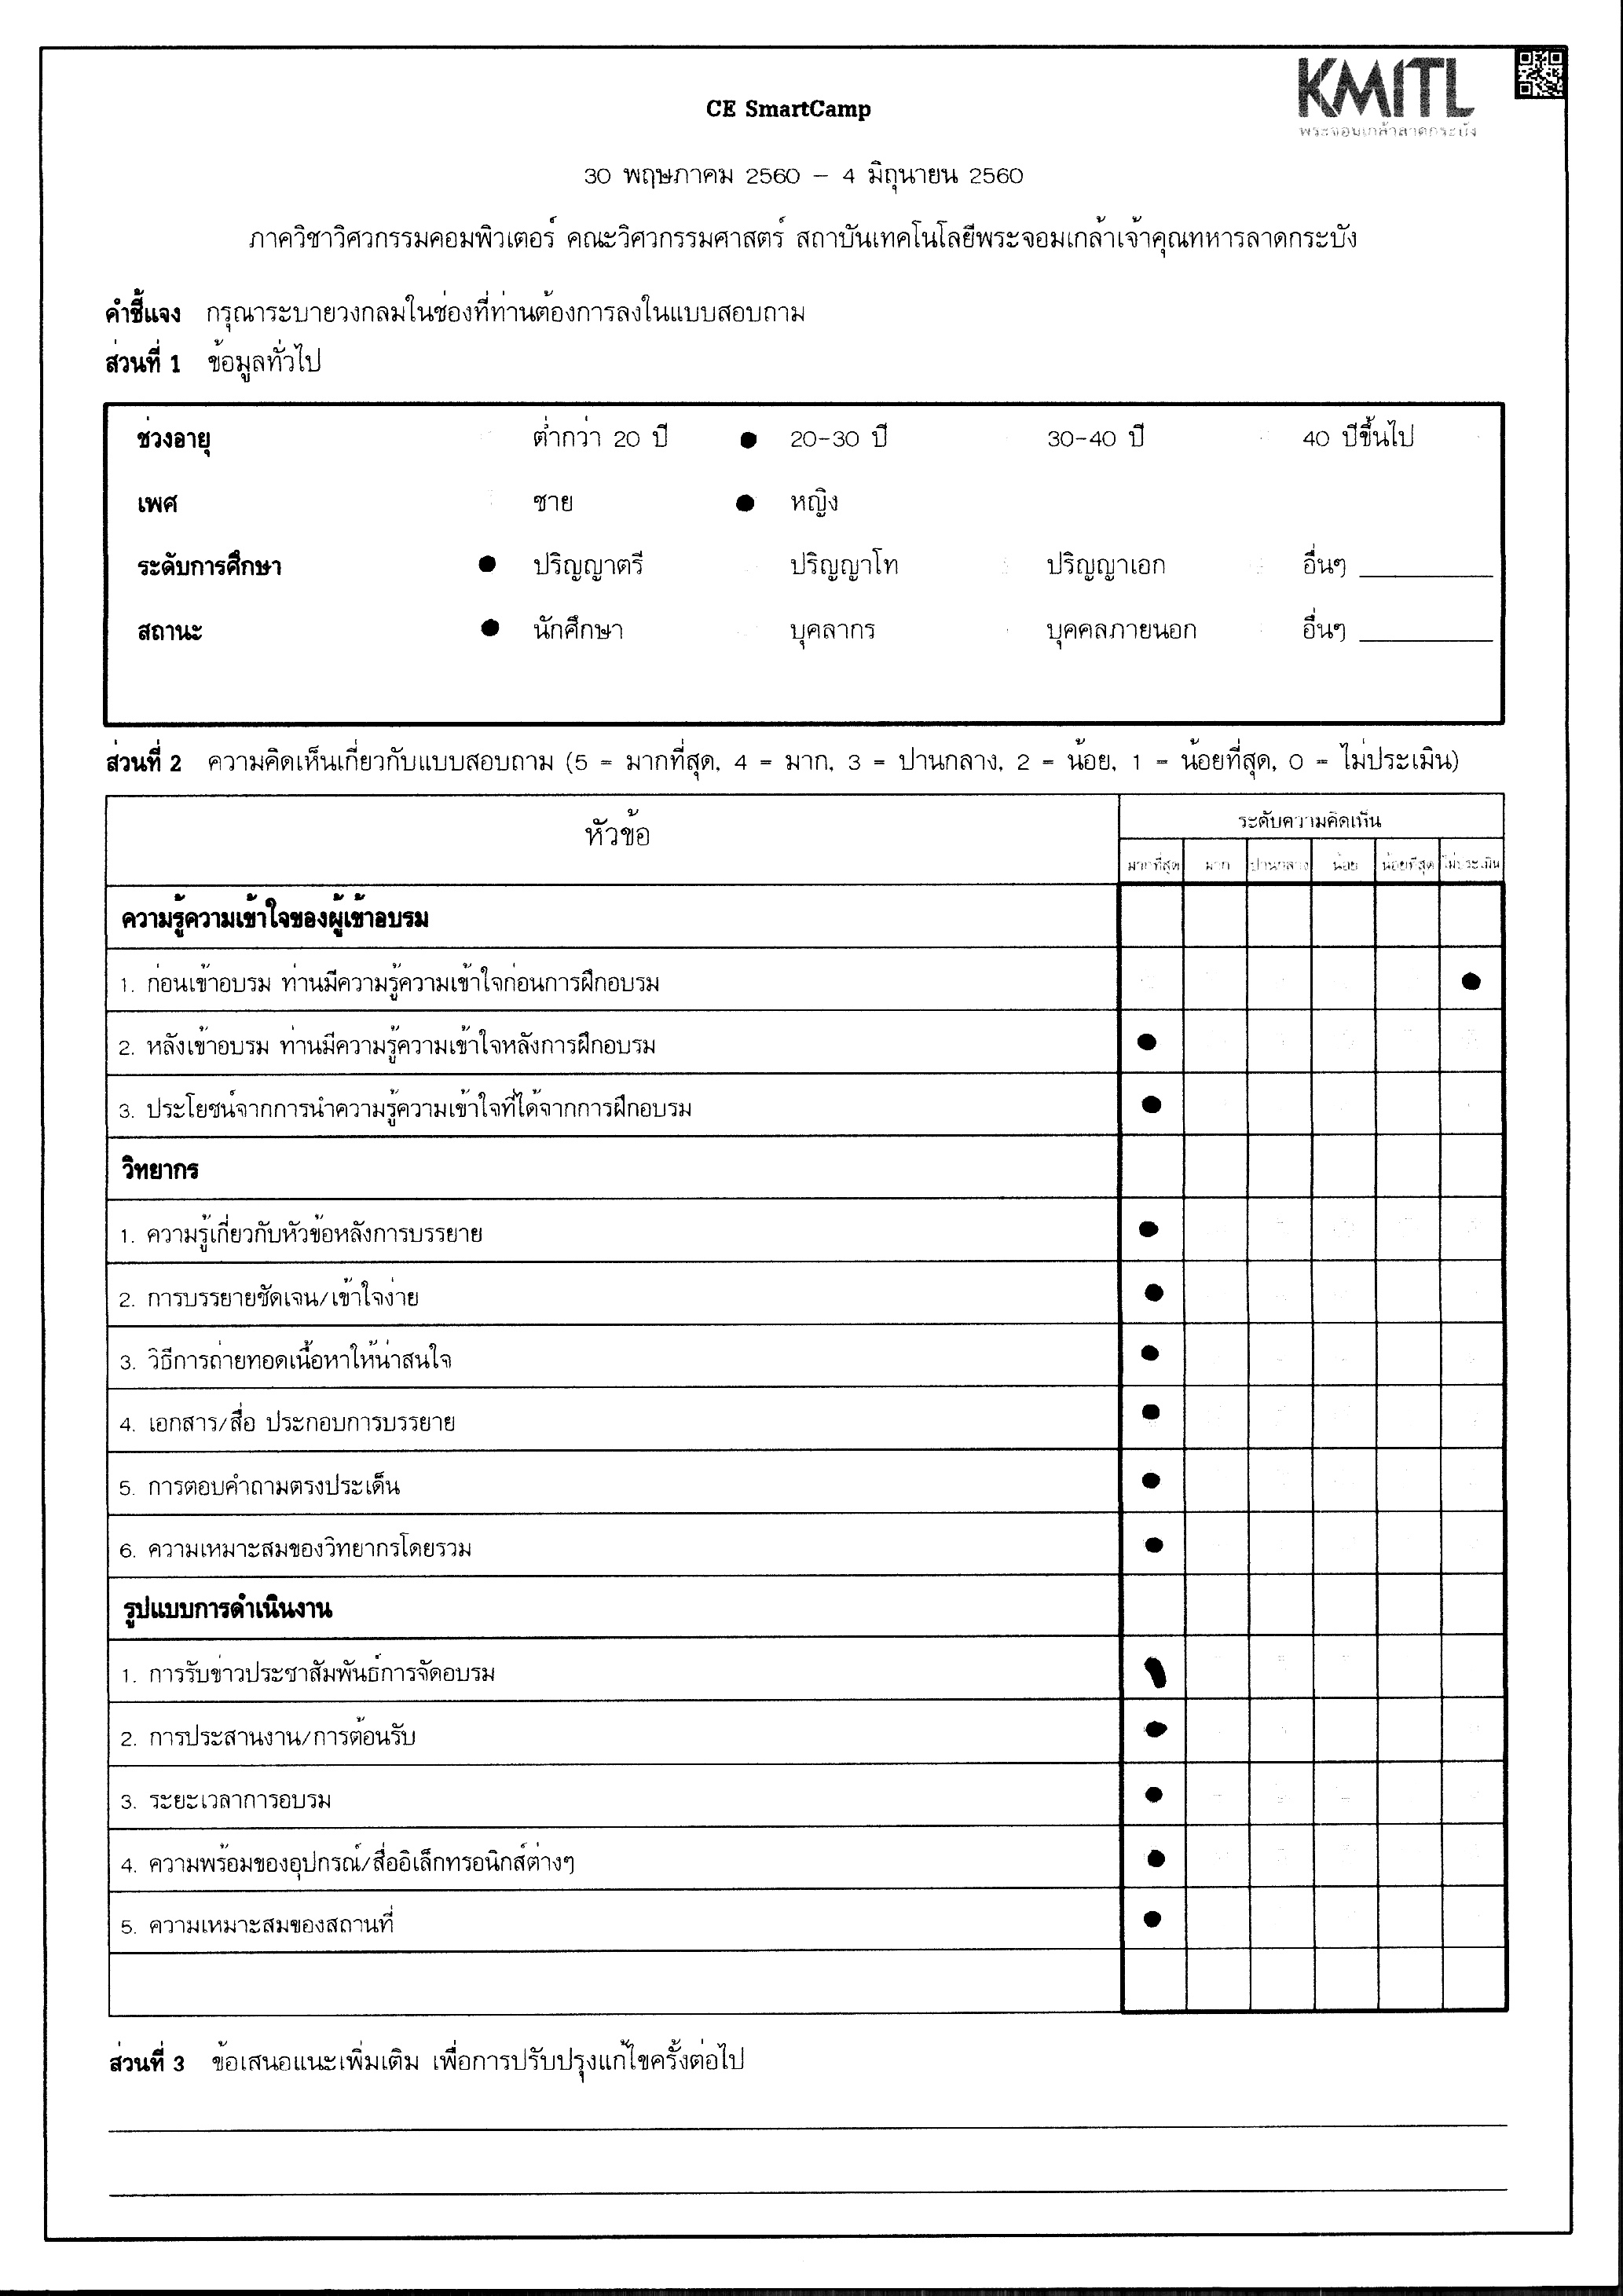 KMITL
พระจอมเกล้าลาดกระบัง
CE SmartCamp
30 พฤษภาคม 2560 - 4 มิถุนายน 2560
ภาควิชาวิศวกรรมคอมพิวเตอร์ คณะวิศวกรรมศาสตร์ สถาบันเทคโนโลยีพระจอมเกล้าเจ้าคุณทหารลาดกระบัง
คำชี้แจง กรุณาระบายวงกลมในช่องที่ท่านต้องการลงในแบบสอบถาม
ส่วนที่ 1 ข้อมูลทั่วไป
ช่วงอายุ ต่ำกว่า 20 ปี 20-30 ปี 30-40 ปี 40 ปีขึ้นไป
เพศ ชาย หญิง
ระดับการศึกษา ปริญญาตรี ปริญญาโท ปริญญาเอก อื่นๆ
สถานะ นักศึกษา บุคลากร บุคคลภายนอก อื่นๆ
ส่วนที่ 2 ความคิดเห็นเกี่ยวกับแบบสอบถาม (5 = มากที่สุด, 4 = มาก, 3 = ปานกลาง, 2 = น้อย, 1 = น้อยที่สุด, 0 = ไม่ประเมิน)
หัวข้อ ระดับความคิดเห็น
มากที่สุด มาก ปานกลาง น้อย น้อยที่สุด ไม่ประเมิน
ความรู้ความเข้าใจของผู้เข้าอบรม
1. ก่อนเข้าอบรม ท่านมีความรู้ความเข้าใจก่อนการฝึกอบรม
2. หลังเข้าอบรม ท่านมีความรู้ความเข้าใจหลังการฝึกอบรม
3. ประโยชน์จากการนำความรู้ความเข้าใจที่ได้จากการฝึกอบรม
วิทยากร
1. ความรู้เกี่ยวกับหัวข้อหลังการบรรยาย
2. การบรรยายชัดเจน/เข้าใจง่าย
3. วิธีการถ่ายทอดเนื้อหาให้น่าสนใจ
4. เอกสาร/สื่อ ประกอบการบรรยาย
5. การตอบคำถามตรงประเด็น
6. ความเหมาะสมของวิทยากรโดยรวม
รูปแบบการดำเนินงาน
1. การรับข่าวประชาสัมพันธ์การจัดอบรม
2. การประสานงาน/การต้อนรับ
3. ระยะเวลาการอบรม
4. ความพร้อมของอุปกรณ์/สื่ออิเล็กทรอนิกส์ต่างๆ
5. ความเหมาะสมของสถานที่
ส่วนที่ 3 ข้อเสนอแนะเพิ่มเติม เพื่อการปรับปรุงแก้ไขครั้งต่อไป